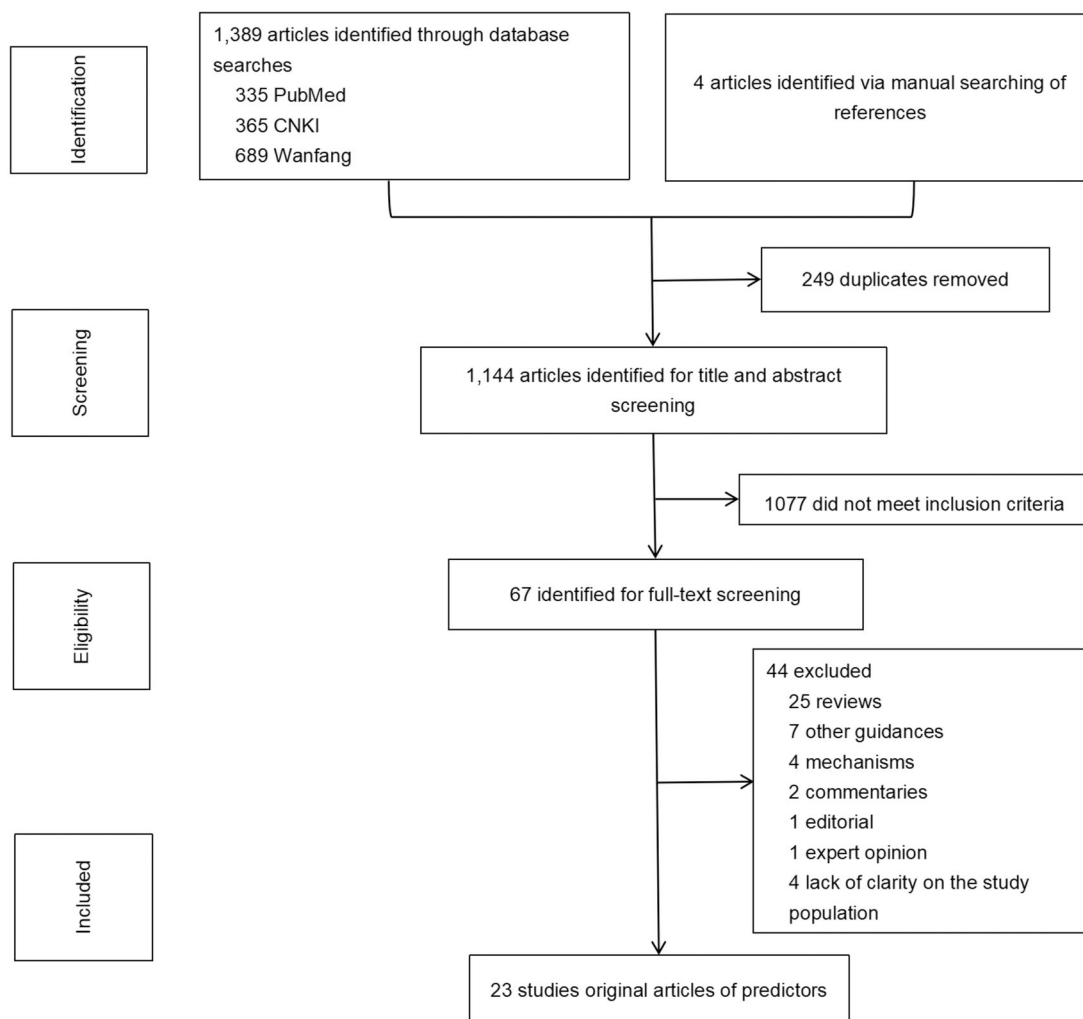 Identification
1,389 articles identified through database
searches
335 PubMed
365 CNKI
689 Wanfang
4 articles identified via manual searching of
references
249 duplicates removed
Screening
1,144 articles identified for title and abstract
screening
1077 did not meet inclusion criteria
Eligibility
67 identified for full-text screening
44 excluded
25 reviews
7 other guidances
4 mechanisms
2 commentaries
1 editorial
1 expert opinion
4 lack of clarity on the study
population
Included
23 studies original articles of predictors